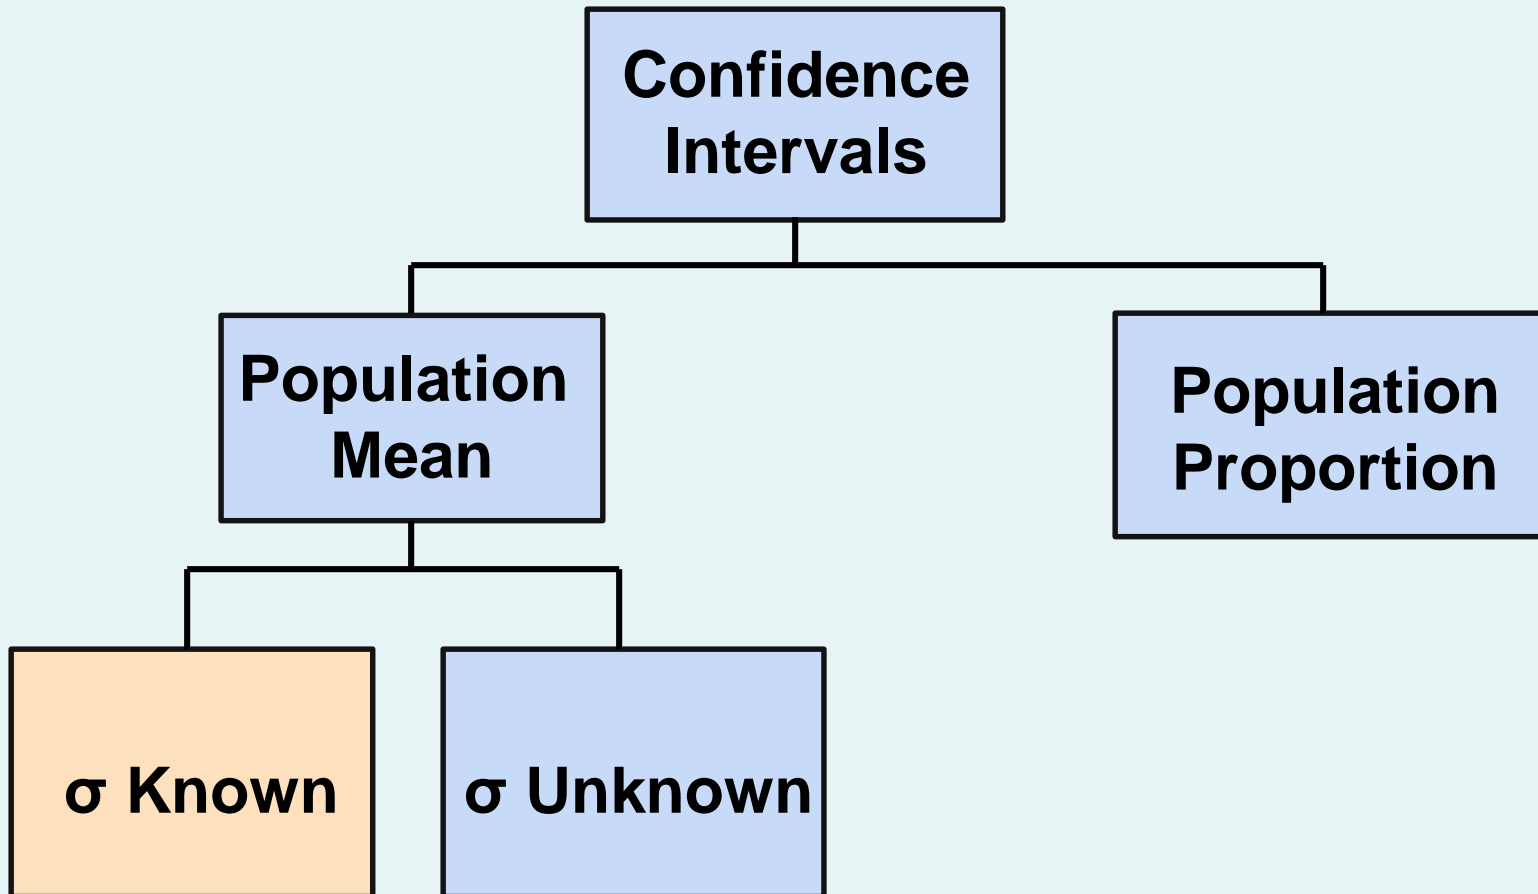 Confidence
Intervals
Population
Mean
Population
Proportion
σ Known
σ Unknown